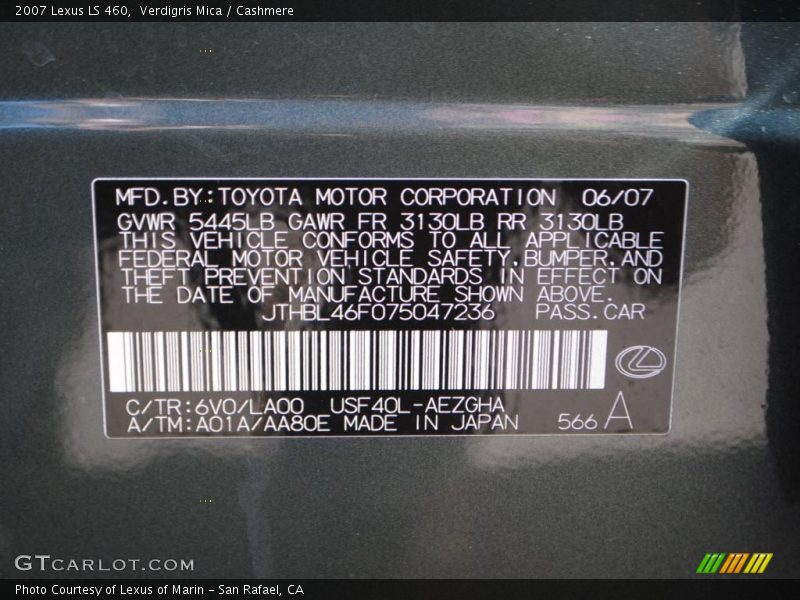 2007 Lexus LS 460,  Verdigris Mica / Cashmere
MFD.BY:TOYOTA MOTOR CORPORATION 06/07
GVWR 5445LB GAWR FR 3130LB RR 3130LB
THIS VEHICLE CONFORMS TO ALL APPLICABLE
FEDERAL MOTOR VEHICLE SAFETY,BUMPER,AND
THEFT PREVENTION STANDARDS IN EFFECT ON
THE DATE OF MANUFACTURE SHOWN ABOVE.
JTHBL46F075047236 PASS.CAR
C/TR:6V0/LA00 USF40L-AEZGHA
A/TM:A01A/AA80E MADE IN JAPAN 566 A
GTCARLOT.COM
Photo Courtesy of Lexus of Marin - San Rafael, CA